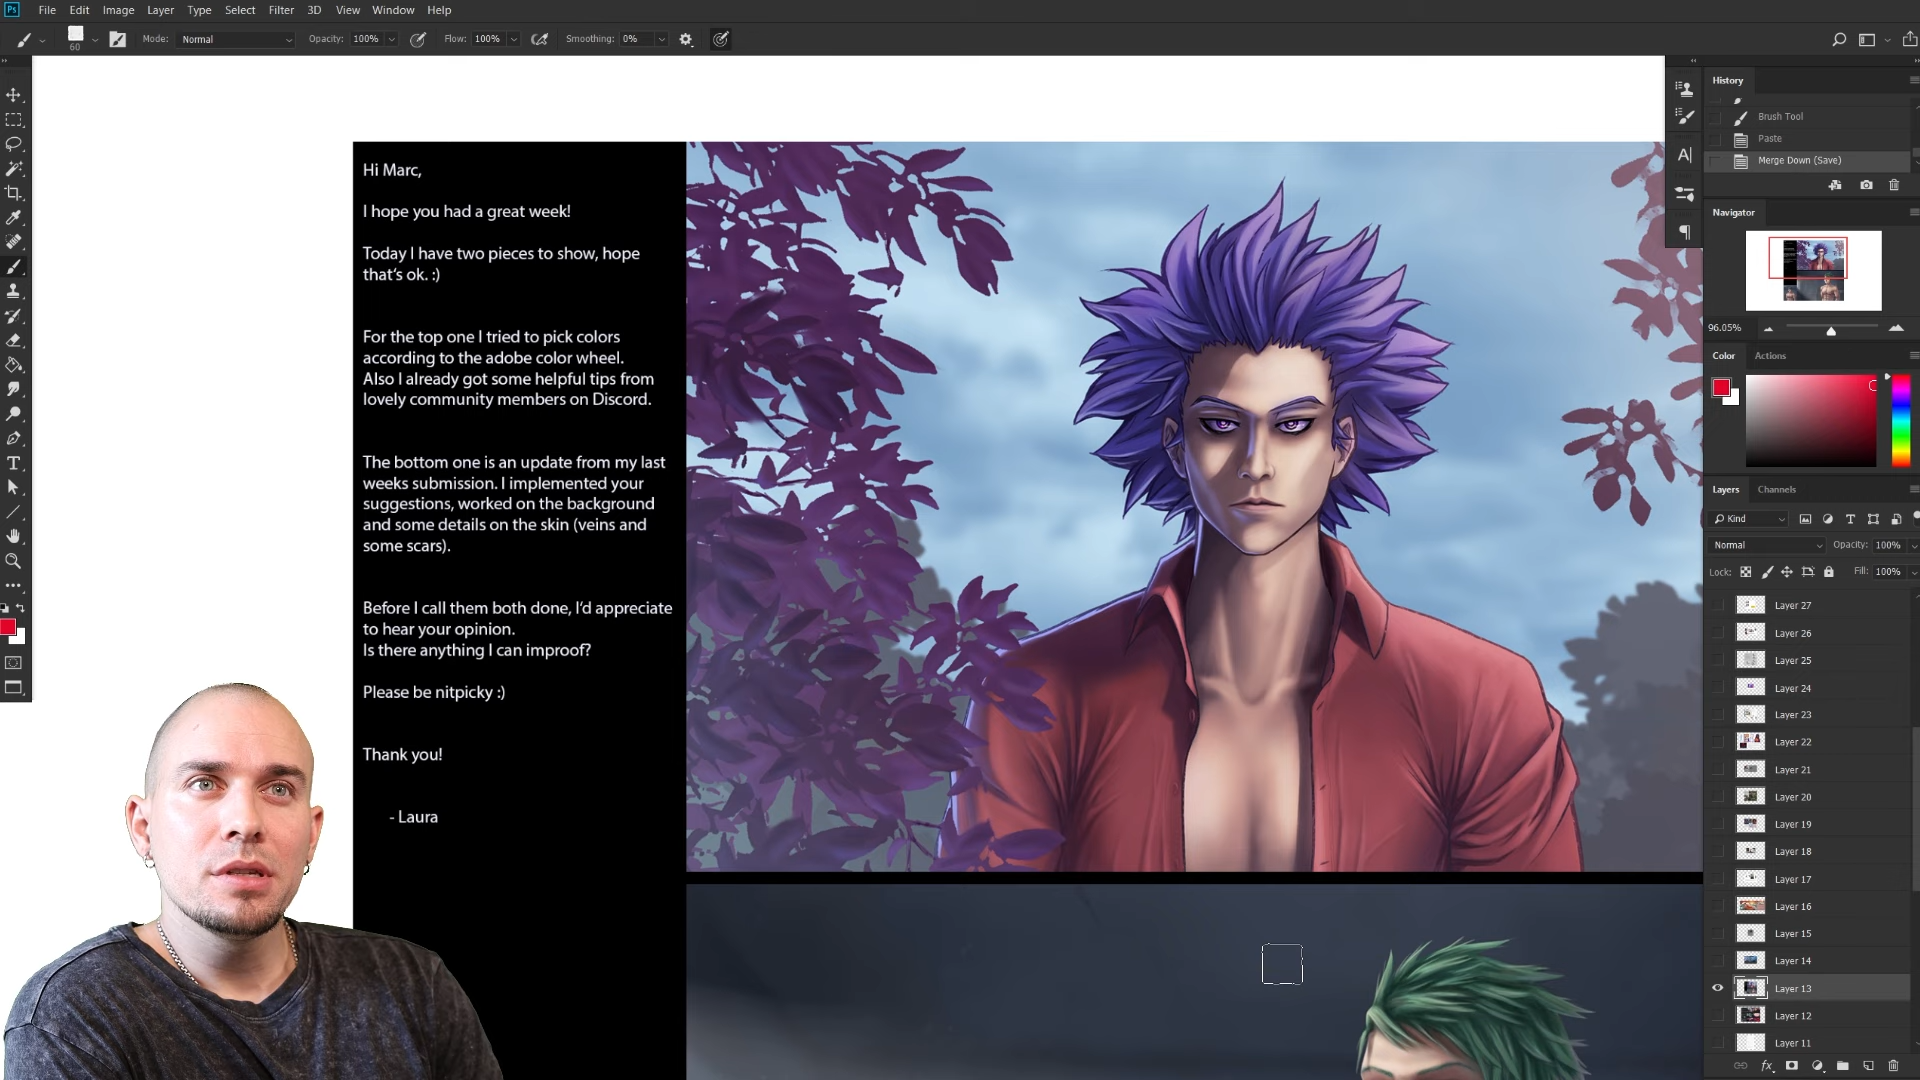 Ps File Edit Image Layer Type Select Filter 3D View Window Help
60 Mode: Normal Opacity: 100% Flow: 100% Smoothing: 0%
Hi Marc,
I hope you had a great week!
Today I have two pieces to show, hope
that's ok. :)
For the top one I tried to pick colors
according to the adobe color wheel.
Also I already got some helpful tips from
lovely community members on Discord.
The bottom one is an update from my last
weeks submission. I implemented your
suggestions, worked on the background
and some details on the skin (veins and
some scars).
Before I call them both done, I'd appreciate
to hear your opinion.
Is there anything I can improof?
Please be nitpicky :)
Thank you!
- Laura
History
Brush Tool
Paste
Merge Down (Save)
Navigator
96.05%
Color Actions
Layers Channels
Kind
Normal Opacity: 100%
Lock: Fill: 100%
Layer 27
Layer 26
Layer 25
Layer 24
Layer 23
Layer 22
Layer 21
Layer 20
Layer 19
Layer 18
Layer 17
Layer 16
Layer 15
Layer 14
Layer 13
Layer 12
Layer 11
fx